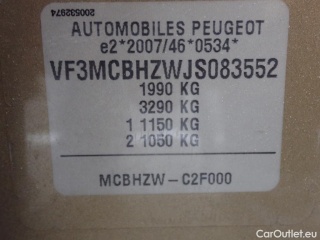 200532974
AUTOMOBILES PEUGEOT
e2*2007/46*0534*
VF3MCBHZWJS083552
1990 KG
3290 KG
1 1150 KG
2 1050 KG
MCBHZW-C2F000
CarOutlet.eu